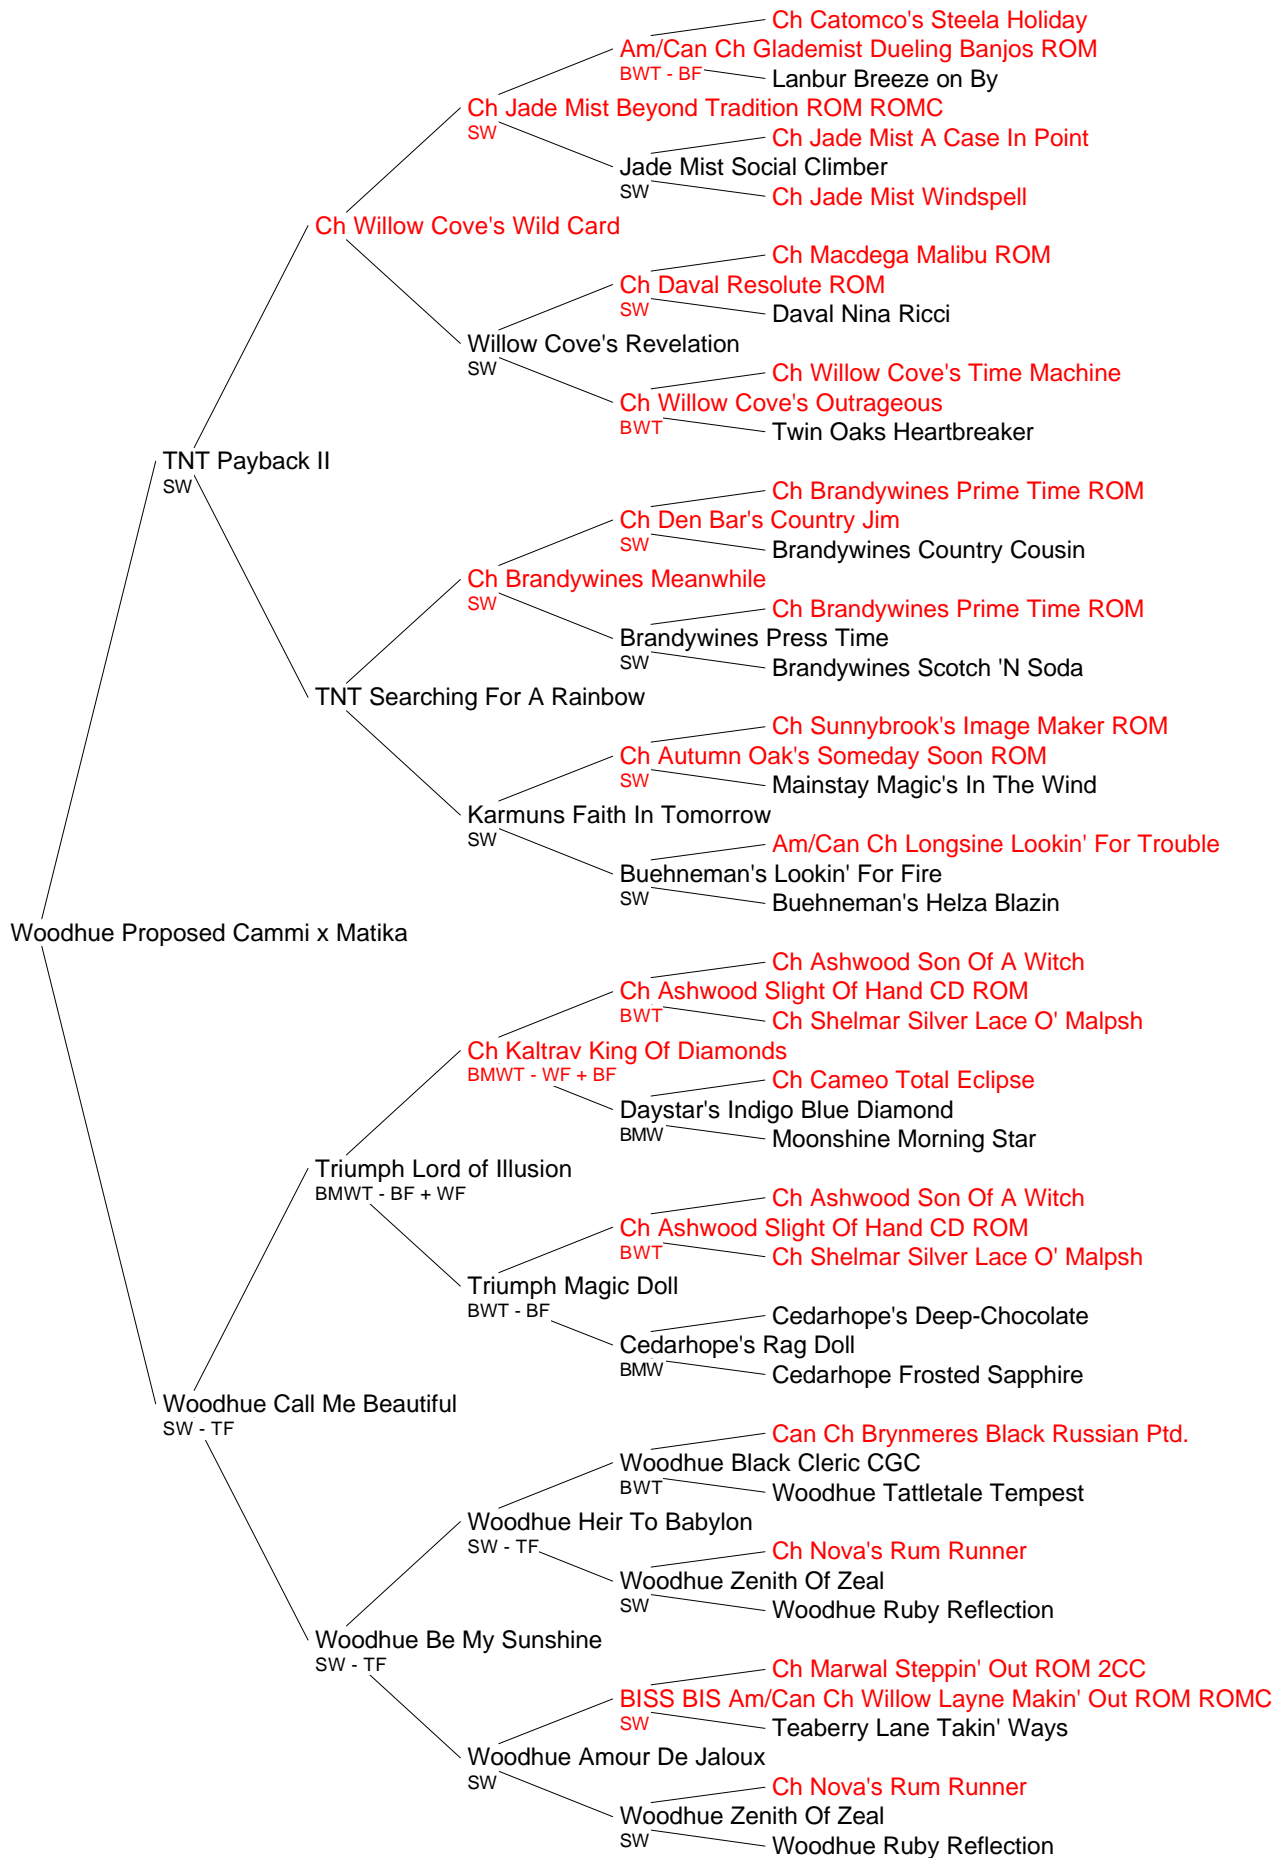 Ch Catomco's Steela Holiday
Am/Can Ch Glademist Dueling Banjos ROM
BWT - BF
Lanbur Breeze on By
Ch Jade Mist Beyond Tradition ROM ROMC
SW
Ch Jade Mist A Case In Point
Jade Mist Social Climber
SW
Ch Jade Mist Windspell
Ch Willow Cove's Wild Card
Ch Macdega Malibu ROM
Ch Daval Resolute ROM
SW
Daval Nina Ricci
Willow Cove's Revelation
SW
Ch Willow Cove's Time Machine
Ch Willow Cove's Outrageous
BWT
Twin Oaks Heartbreaker
TNT Payback II
SW
Ch Brandywines Prime Time ROM
Ch Den Bar's Country Jim
SW
Brandywines Country Cousin
Ch Brandywines Meanwhile
SW
Ch Brandywines Prime Time ROM
Brandywines Press Time
SW
Brandywines Scotch 'N Soda
TNT Searching For A Rainbow
Ch Sunnybrook's Image Maker ROM
Ch Autumn Oak's Someday Soon ROM
SW
Mainstay Magic's In The Wind
Karmuns Faith In Tomorrow
SW
Am/Can Ch Longsine Lookin' For Trouble
Buehneman's Lookin' For Fire
SW
Buehneman's Helza Blazin
Woodhue Proposed Cammi x Matika
Ch Ashwood Son Of A Witch
Ch Ashwood Slight Of Hand CD ROM
BWT
Ch Shelmar Silver Lace O' Malpsh
Ch Kaltrav King Of Diamonds
BMWT - WF + BF
Ch Cameo Total Eclipse
Daystar's Indigo Blue Diamond
BMW
Moonshine Morning Star
Triumph Lord of Illusion
BMWT - BF + WF
Ch Ashwood Son Of A Witch
Ch Ashwood Slight Of Hand CD ROM
BWT
Ch Shelmar Silver Lace O' Malpsh
Triumph Magic Doll
BWT - BF
Cedarhope's Deep-Chocolate
Cedarhope's Rag Doll
BMW
Cedarhope Frosted Sapphire
Woodhue Call Me Beautiful
SW - TF
Can Ch Brynmeres Black Russian Ptd.
Woodhue Black Cleric CGC
BWT
Woodhue Tattletale Tempest
Woodhue Heir To Babylon
SW - TF
Ch Nova's Rum Runner
Woodhue Zenith Of Zeal
SW
Woodhue Ruby Reflection
Woodhue Be My Sunshine
SW - TF
Ch Marwal Steppin' Out ROM 2CC
BISS BIS Am/Can Ch Willow Layne Makin' Out ROM ROMC
SW
Teaberry Lane Takin' Ways
Woodhue Amour De Jaloux
SW
Ch Nova's Rum Runner
Woodhue Zenith Of Zeal
SW
Woodhue Ruby Reflection